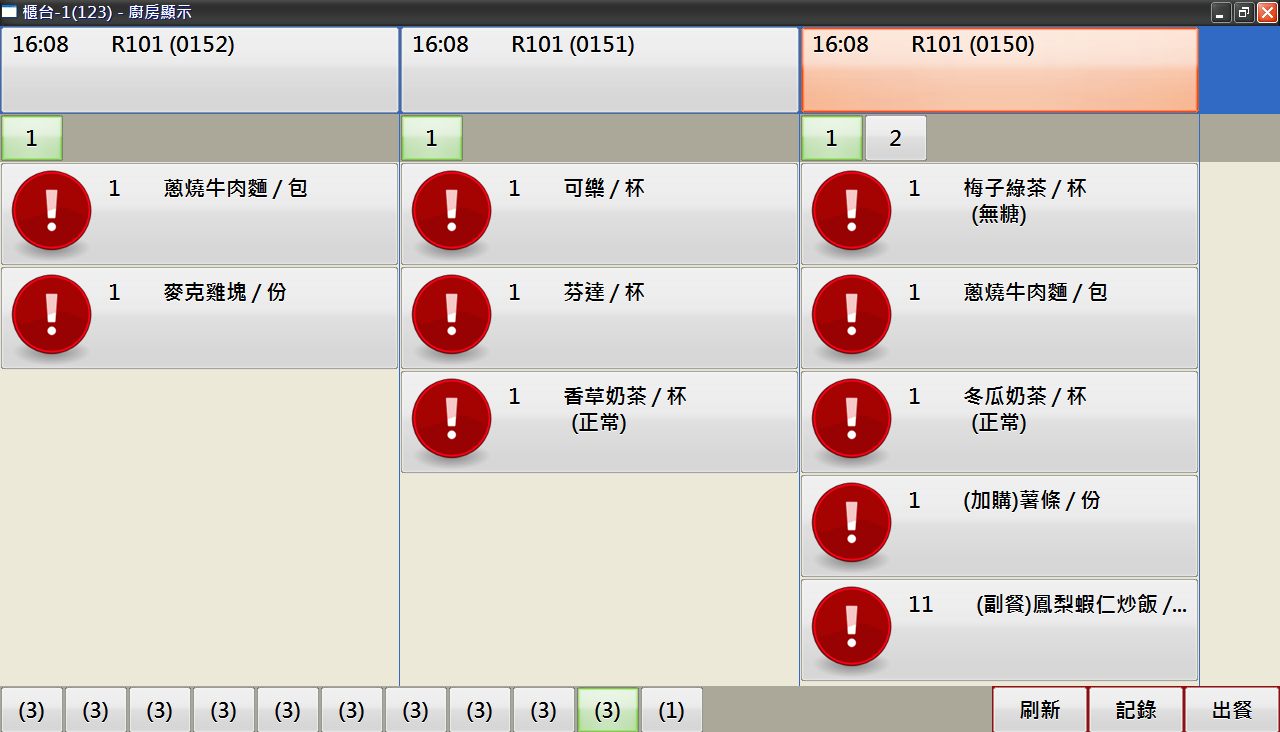 櫃台-1(123) - 廚房顯示
16:08 R101 (0152)
1
1 蔥燒牛肉麵 / 包
1 麥克雞塊 / 份
16:08 R101 (0151)
1
1 可樂 / 杯
1 芬達 / 杯
1 香草奶茶 / 杯
(正常)
16:08 R101 (0150)
1 2
1 梅子綠茶 / 杯
(無糖)
1 蔥燒牛肉麵 / 包
1 冬瓜奶茶 / 杯
(正常)
1 (加購)薯條 / 份
11 (副餐)鳳梨蝦仁炒飯 /...
(3) (3) (3) (3) (3) (3) (3) (3) (3) (3) (1) 刷新 記錄 出餐